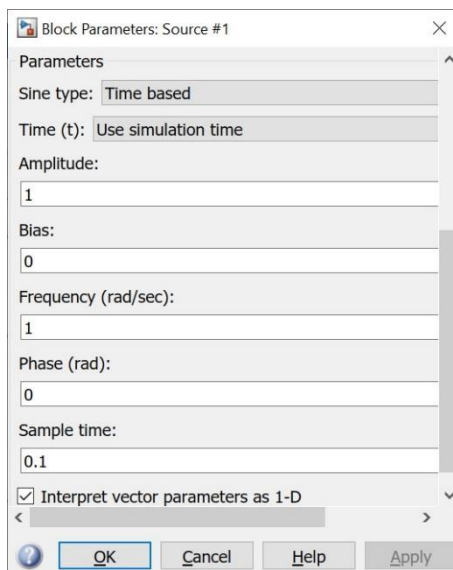 Block Parameters: Source #1
Parameters
Sine type: Time based
Time (t): Use simulation time
Amplitude:
1
Bias:
0
Frequency (rad/sec):
1
Phase (rad):
0
Sample time:
0.1
Interpret vector parameters as 1-D
OK Cancel Help Apply